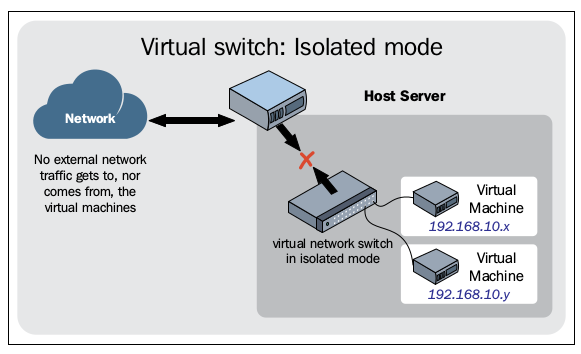 Virtual switch: Isolated mode
Network
Host Server
No external network
traffic gets to, nor
comes from, the
virtual machines
virtual network switch
in isolated mode
Virtual
Machine
192.168.10.x
Virtual
Machine
192.168.10.y